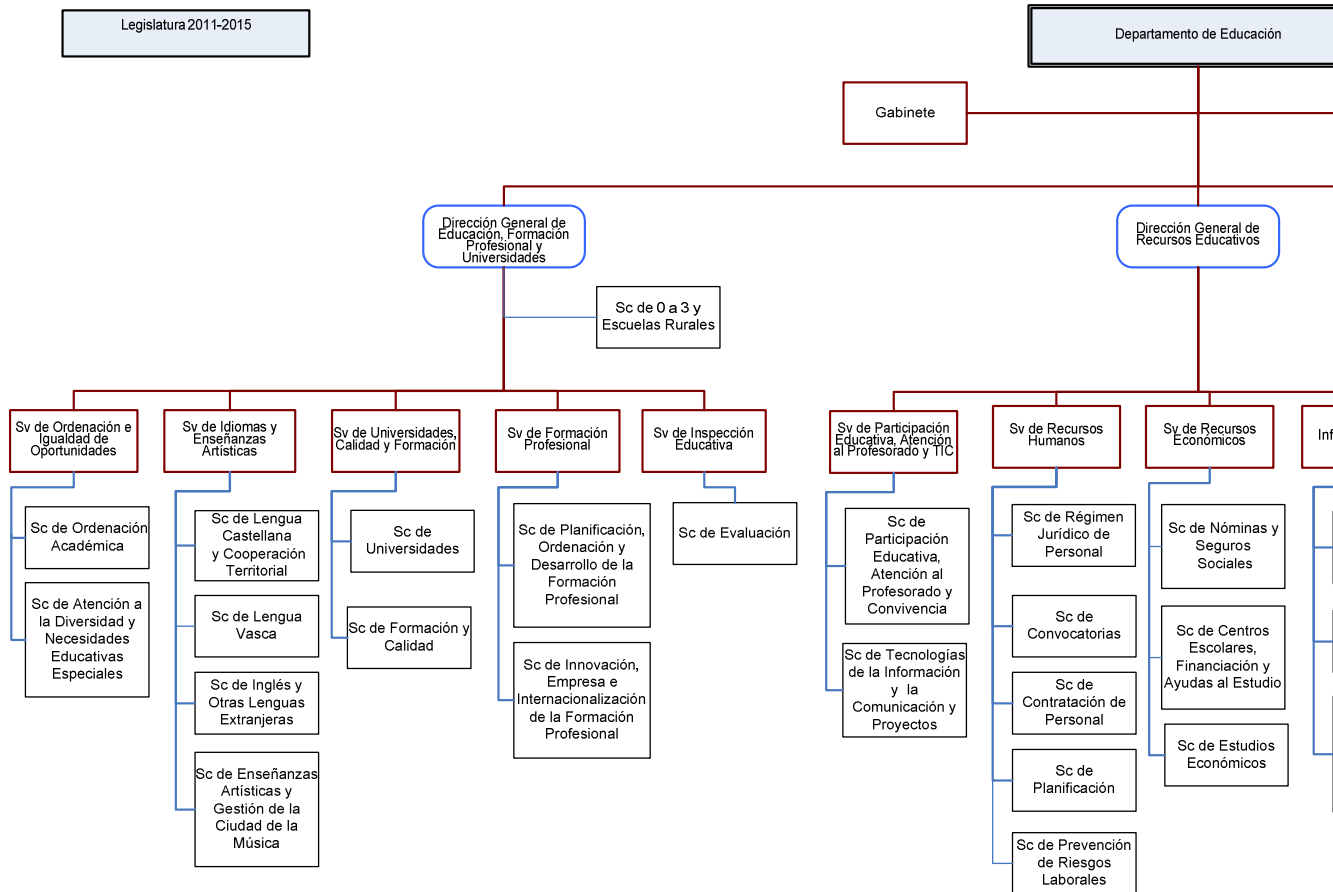 Legislatura 2011-2015
Departamento de Educación
Gabinete
Dirección General de
Educación, Formación
Profesional y
Universidades
Dirección General de
Recursos Educativos
Sc de 0 a 3 y
Escuelas Rurales
Sv de Ordenación e
Igualdad de
Oportunidades
Sv de Idiomas y
Enseñanzas
Artísticas
Sv de Universidades,
Calidad y Formación
Sv de Formación
Profesional
Sv de Inspección
Educativa
Sv de Participación
Educativa, Atención
al Profesorado y TIC
Sv de Recursos
Humanos
Sv de Recursos
Económicos
Inf
Sc de Ordenación
Académica
Sc de Atención a
la Diversidad y
Necesidades
Educativas
Especiales
Sc de Lengua
Castellana
y Cooperación
Territorial
Sc de Lengua
Vasca
Sc de Inglés y
Otras Lenguas
Extranjeras
Sc de Enseñanzas
Artísticas y
Gestión de la
Ciudad de la
Música
Sc de
Universidades
Sc de Formación y
Calidad
Sc de Planificación,
Ordenación y
Desarrollo de la
Formación
Profesional
Sc de Innovación,
Empresa e
Internacionalización
de la Formación
Profesional
Sc de Evaluación
Sc de
Participación
Educativa,
Atención al
Profesorado y
Convivencia
Sc de Tecnologías
de la Información
y la
Comunicación y
Proyectos
Sc de Régimen
Jurídico de
Personal
Sc de
Convocatorias
Sc de
Contratación de
Personal
Sc de
Planificación
Sc de Prevención
de Riesgos
Laborales
Sc de Nóminas y
Seguros
Sociales
Sc de Centros
Escolares,
Financiación y
Ayudas al Estudio
Sc de Estudios
Económicos